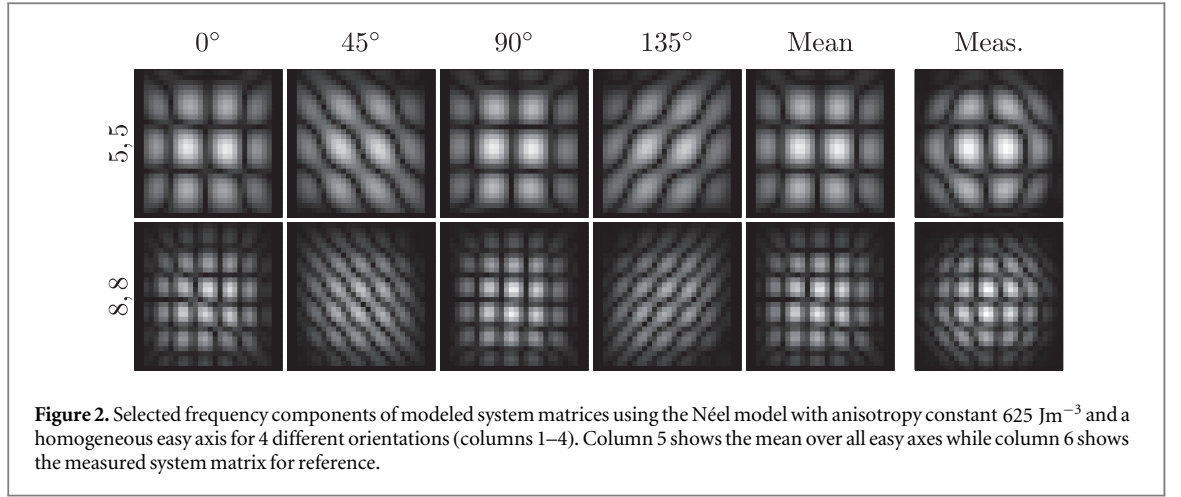 0° 45° 90° 135° Mean Meas.
5,5
8,8
Figure 2. Selected frequency components of modeled system matrices using the Néel model with anisotropy constant 625 Jm⁻³ and a
homogeneous easy axis for 4 different orientations (columns 1–4). Column 5 shows the mean over all easy axes while column 6 shows
the measured system matrix for reference.